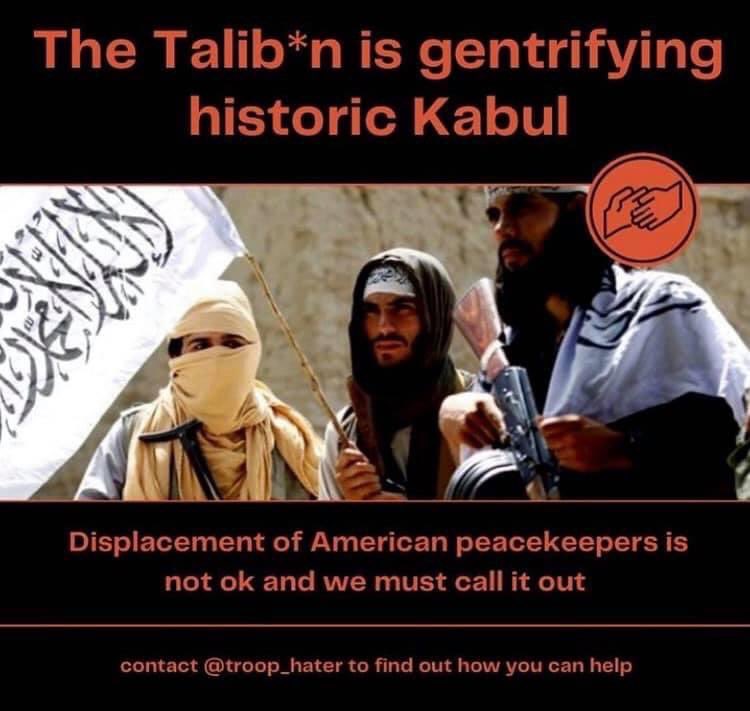 The Talib*n is gentrifying
historic Kabul
Displacement of American peacekeepers is
not ok and we must call it out
contact @troop_hater to find out how you can help